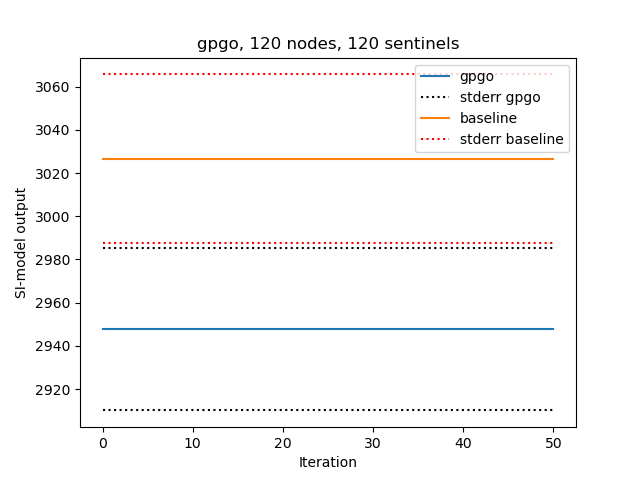 gpgo, 120 nodes, 120 sentinels
gpgo
stderr gpgo
baseline
stderr baseline
SI-model output
3060
3040
3020
3000
2980
2960
2940
2920
0 10 20 30 40 50
Iteration